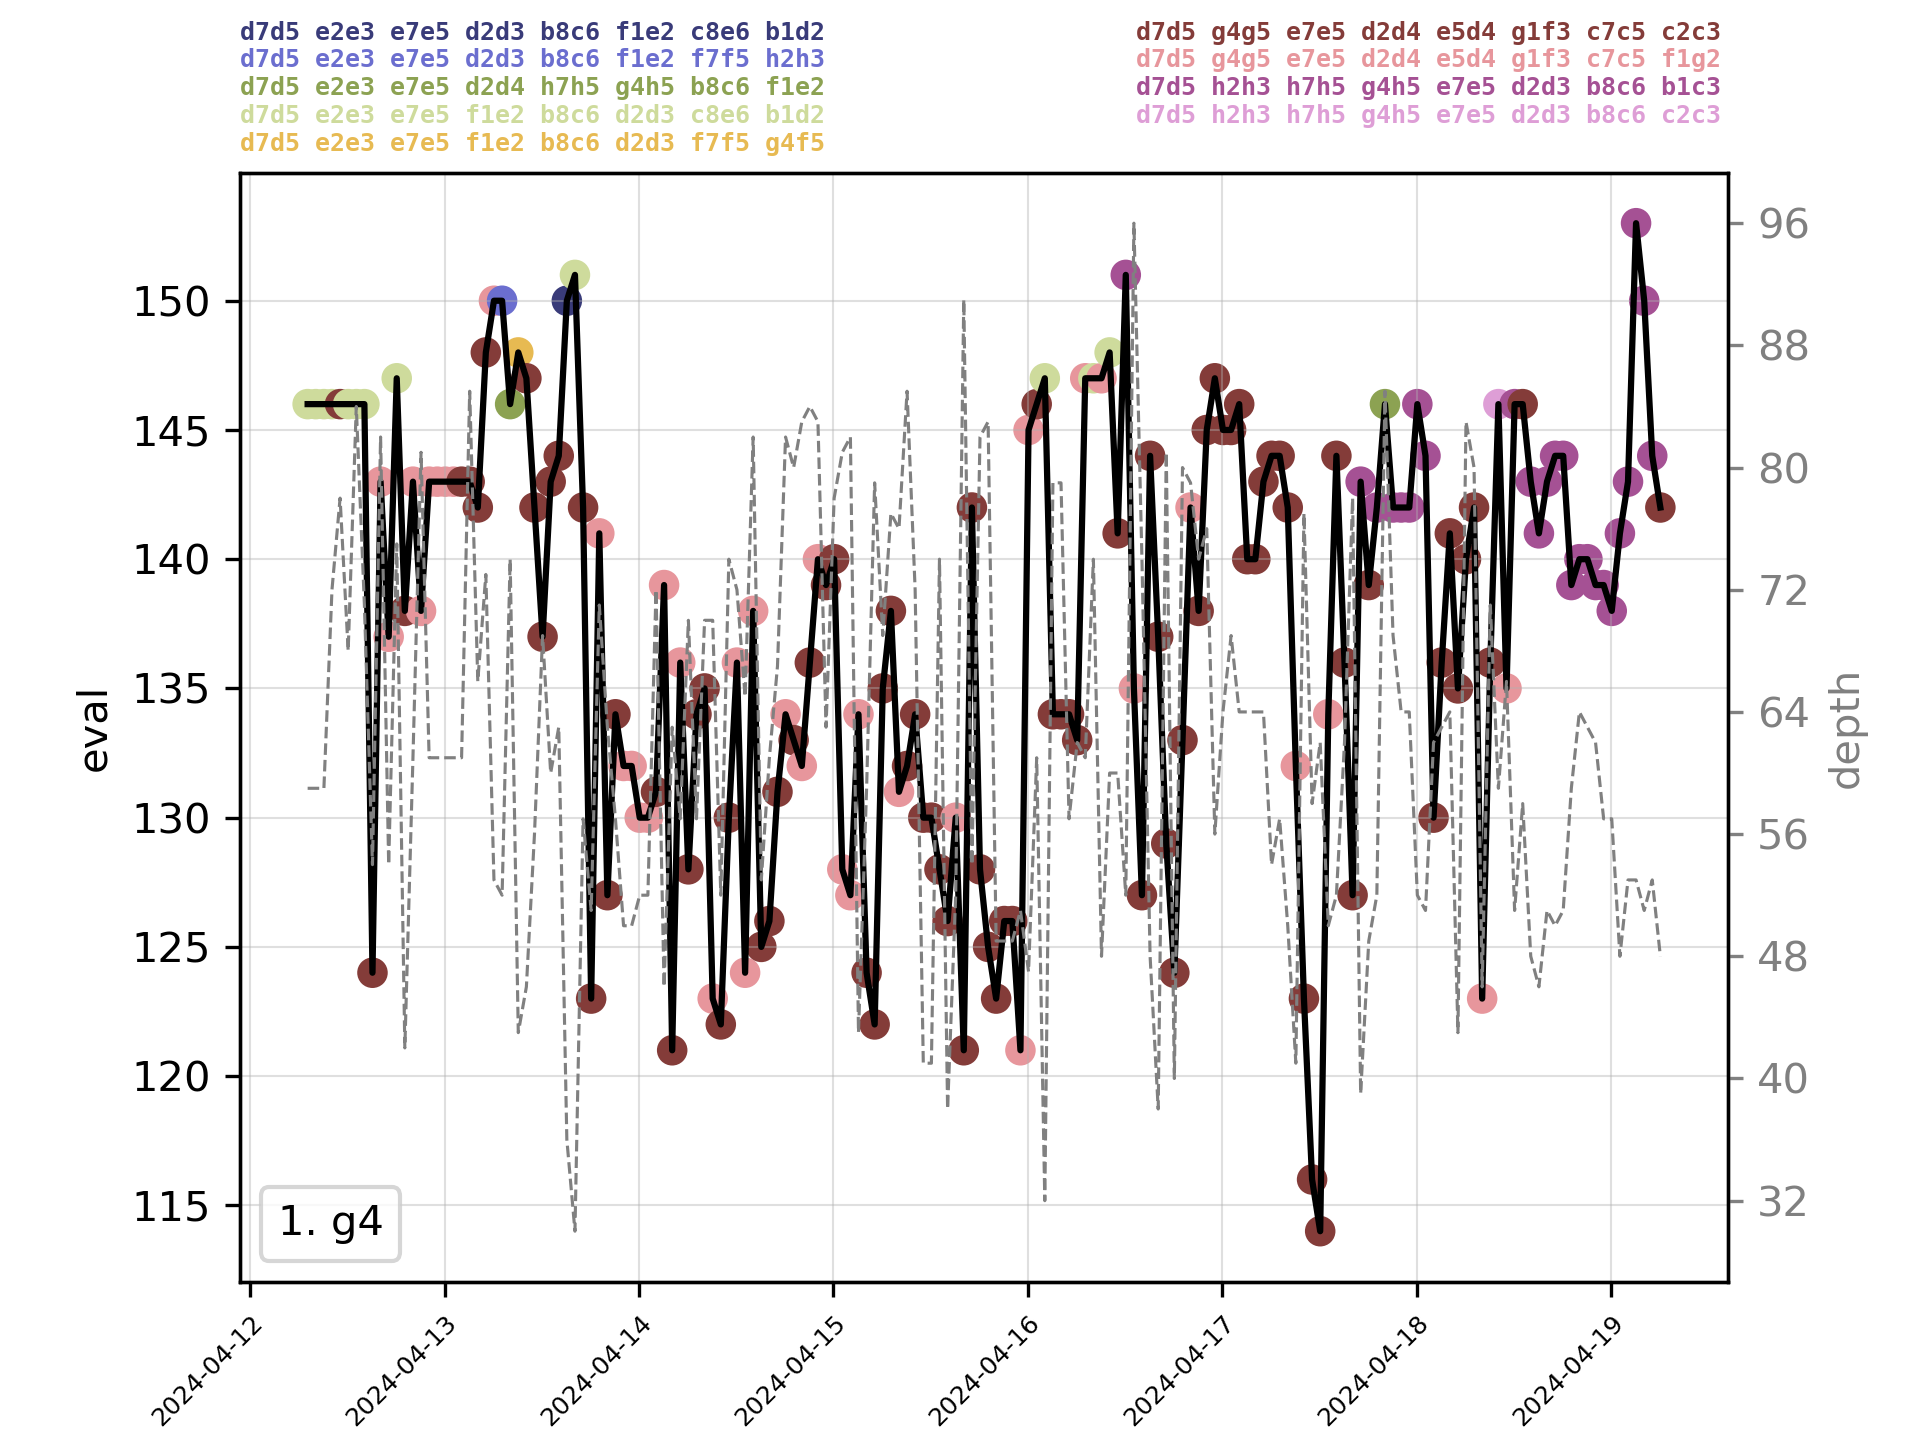 d7d5 e2e3 e7e5 d2d3 b8c6 f1e2 c8e6 b1d2
d7d5 e2e3 e7e5 d2d3 b8c6 f1e2 f7f5 h2h3
d7d5 e2e3 e7e5 d2d4 h7h5 g4h5 b8c6 f1e2
d7d5 e2e3 e7e5 f1e2 b8c6 d2d3 c8e6 b1d2
d7d5 e2e3 e7e5 f1e2 b8c6 d2d3 f7f5 g4f5
d7d5 g4g5 e7e5 d2d4 e5d4 g1f3 c7c5 c2c3
d7d5 g4g5 e7e5 d2d4 e5d4 g1f3 c7c5 f1g2
d7d5 h2h3 h7h5 g4h5 e7e5 d2d3 b8c6 b1c3
d7d5 h2h3 h7h5 g4h5 e7e5 d2d3 b8c6 c2c3
eval
150
145
140
135
130
125
120
115
96
88
80
72
64
56
48
40
32
depth
1. g4
2024-04-12
2024-04-13
2024-04-14
2024-04-15
2024-04-16
2024-04-17
2024-04-18
2024-04-19